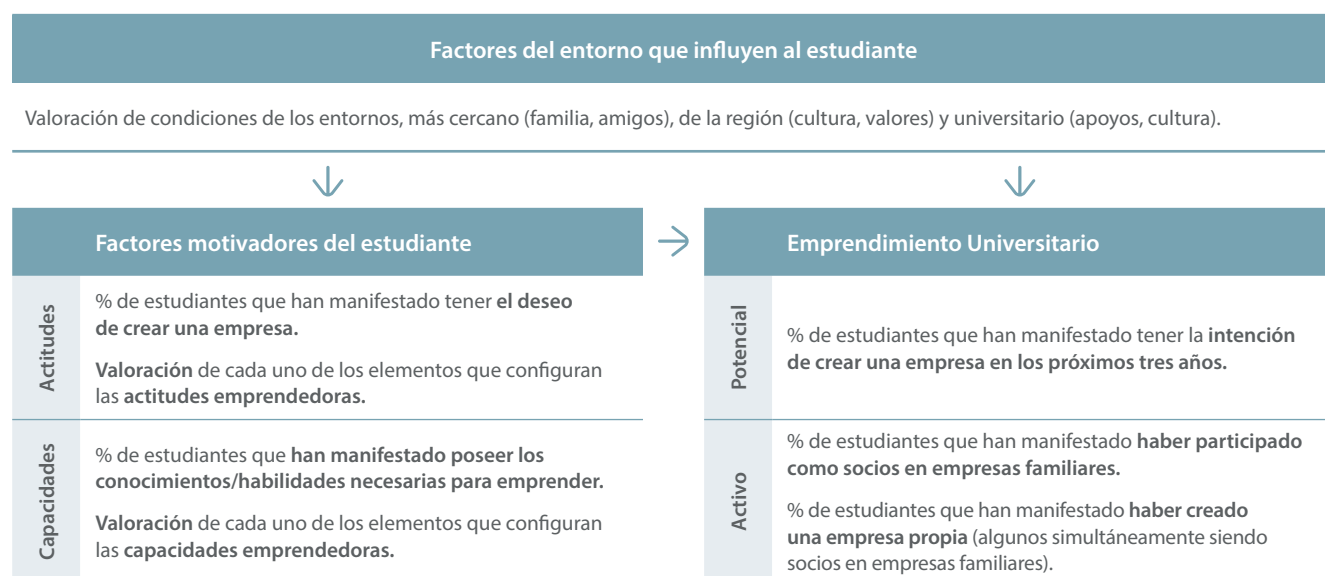 Factores del entorno que influyen al estudiante
Valoración de condiciones de los entornos, más cercano (familia, amigos), de la región (cultura, valores) y universitario (apoyos, cultura).
Factores motivadores del estudiante
Actitudes
% de estudiantes que han manifestado tener el deseo
de crear una empresa.
Valoración de cada uno de los elementos que configuran
las actitudes emprendedoras.
Capacidades
% de estudiantes que han manifestado poseer los
conocimientos/habilidades necesarias para emprender.
Valoración de cada uno de los elementos que configuran
las capacidades emprendedoras.
Emprendimiento Universitario
Potencial
% de estudiantes que han manifestado tener la intención
de crear una empresa en los próximos tres años.
Activo
% de estudiantes que han manifestado haber participado
como socios en empresas familiares.
% de estudiantes que han manifestado haber creado
una empresa propia (algunos simultáneamente siendo
socios en empresas familiares).